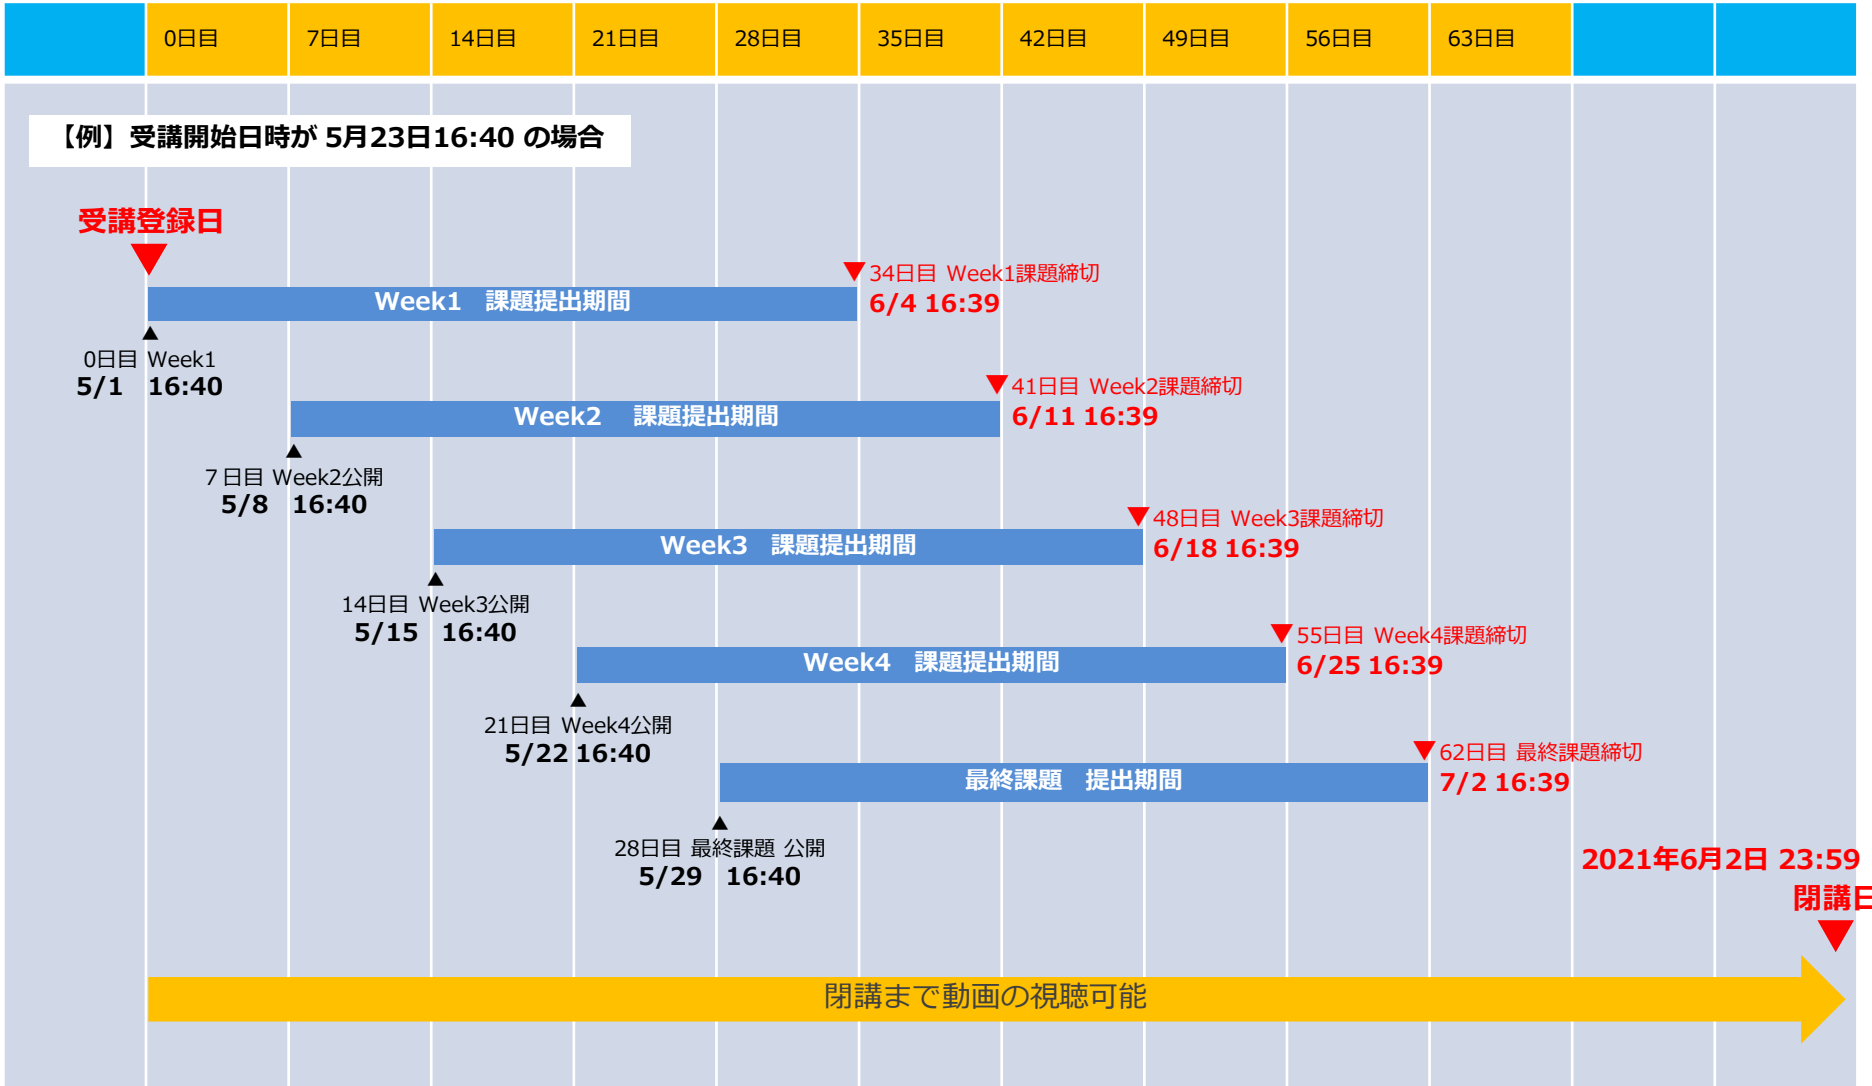 0日目 7日目 14日目 21日目 28日目 35日目 42日目 49日目 56日目 63日目
【例】受講開始日時が 5月23日16:40 の場合
受講登録日
34日目 Week1課題締切
6/4 16:39
Week1 課題提出期間
0日目 Week1
5/1 16:40
41日目 Week2課題締切
6/11 16:39
Week2 課題提出期間
7日目 Week2公開
5/8 16:40
48日目 Week3課題締切
6/18 16:39
Week3 課題提出期間
14日目 Week3公開
5/15 16:40
55日目 Week4課題締切
6/25 16:39
Week4 課題提出期間
21日目 Week4公開
5/22 16:40
62日目 最終課題締切
7/2 16:39
最終課題 提出期間
28日目 最終課題 公開
5/29 16:40
2021年6月2日 23:59
閉講日
閉講まで動画の視聴可能